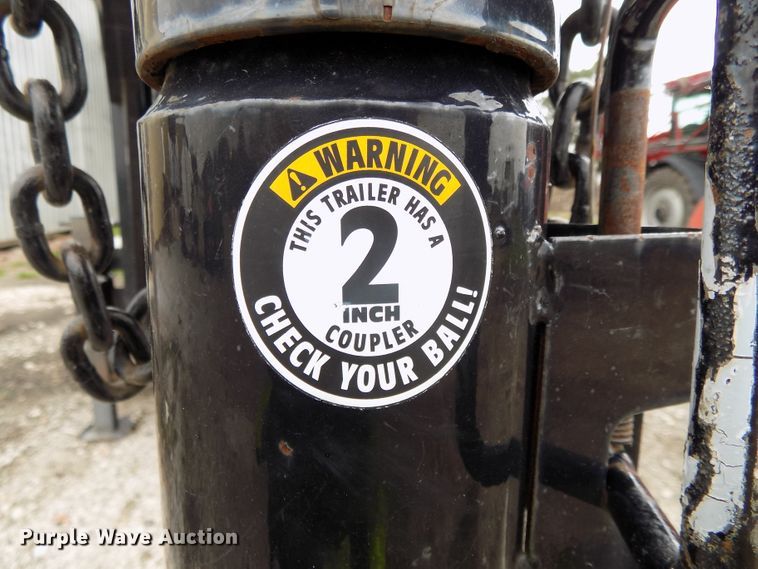 WARNING
THIS TRAILER HAS A
2
INCH
COUPLER
CHECK YOUR BALL!
Purple Wave Auction